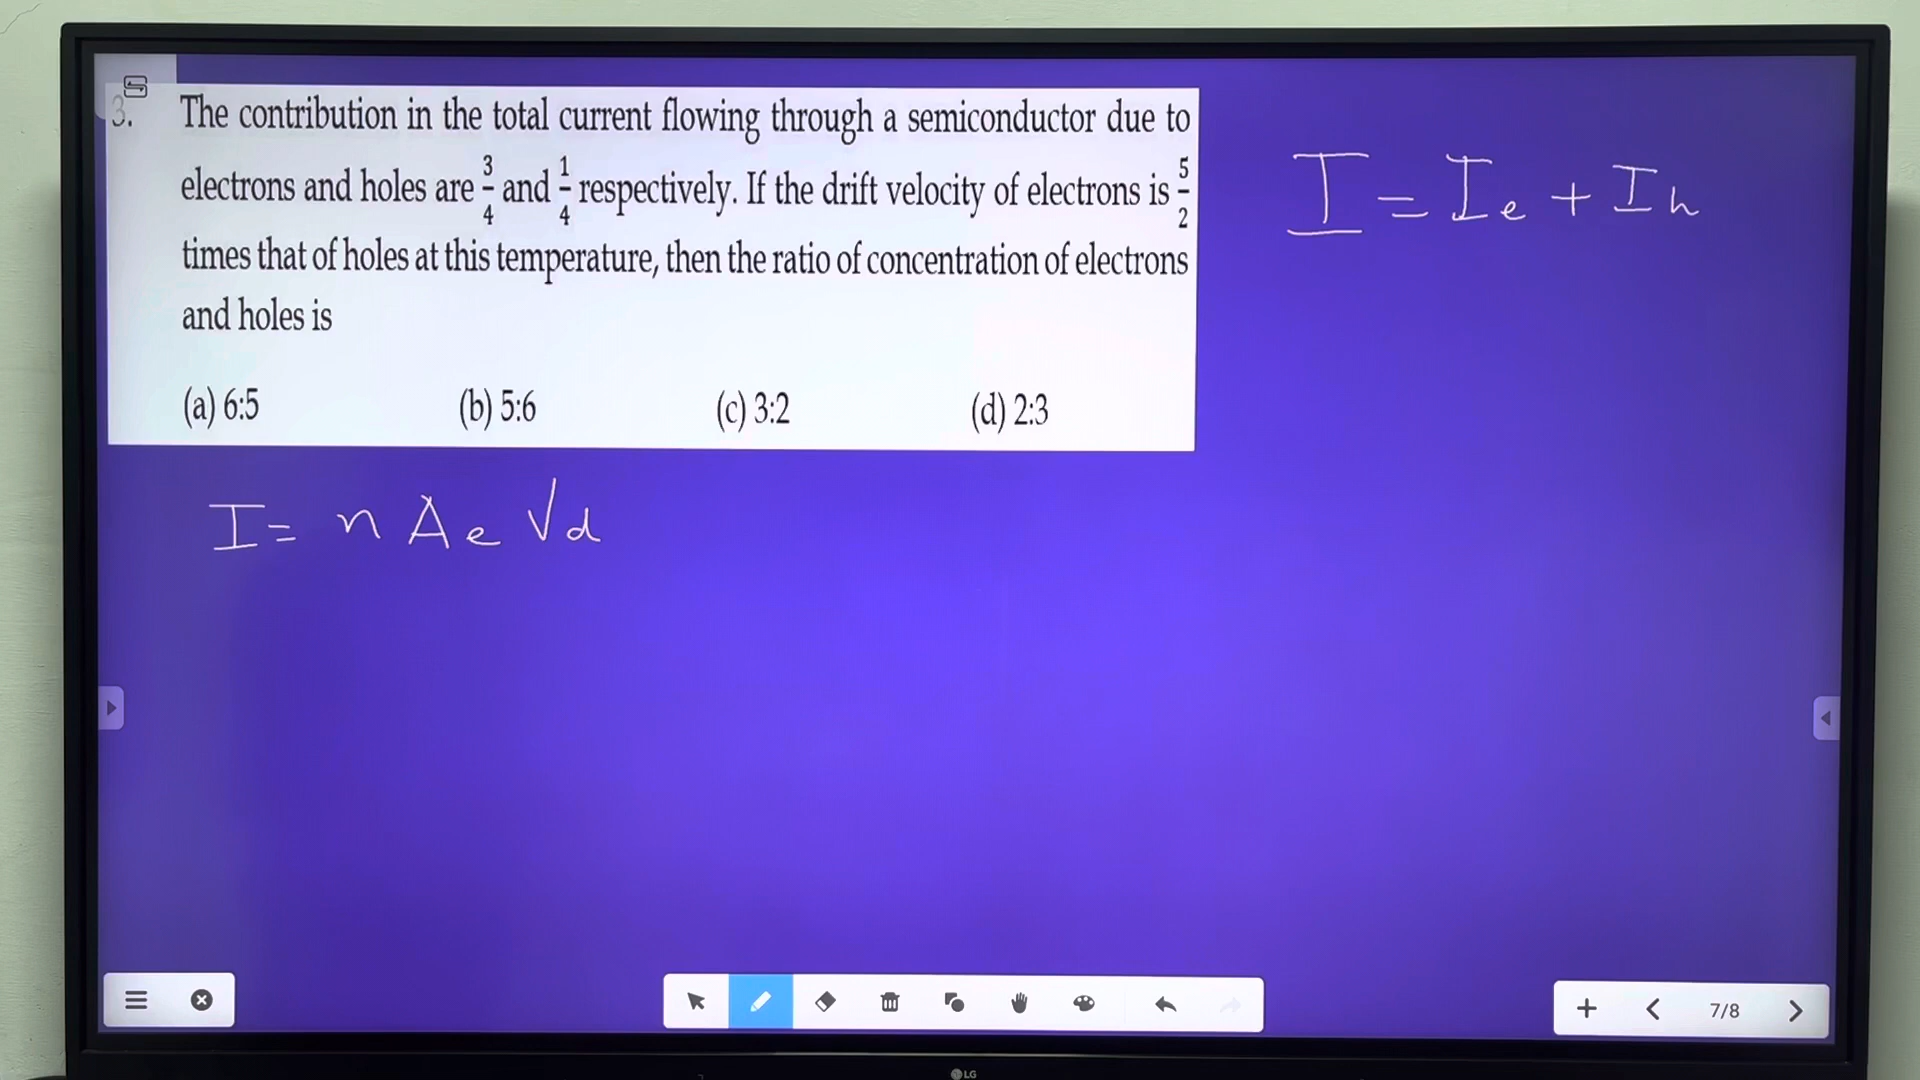 3. The contribution in the total current flowing through a semiconductor due to
electrons and holes are 3/4 and 1/4 respectively. If the drift velocity of electrons is 5/2
times that of holes at this temperature, then the ratio of concentration of electrons
and holes is
(a) 6:5 (b) 5:6 (c) 3:2 (d) 2:3
I = Ie + Ih
I = n A e Vd
7/8
LG